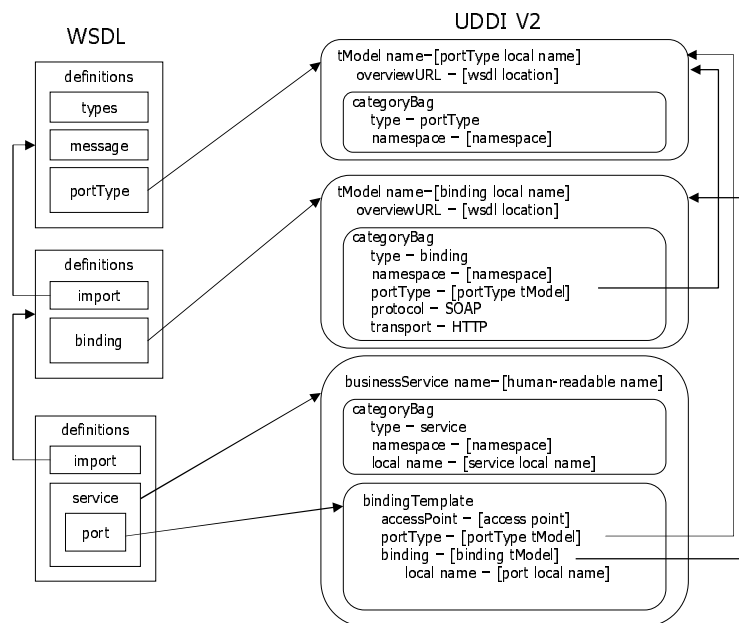 WSDL
definitions
types
message
portType
definitions
import
binding
definitions
import
service
port
UDDI V2
tModel name–[portType local name]
overviewURL – [wsdl location]
categoryBag
type – portType
namespace – [namespace]
tModel name–[binding local name]
overviewURL – [wsdl location]
categoryBag
type – binding
namespace – [namespace]
portType – [portType tModel]
protocol – SOAP
transport – HTTP
businessService name–[human-readable name]
categoryBag
type – service
namespace – [namespace]
local name – [service local name]
bindingTemplate
accessPoint – [access point]
portType – [portType tModel]
binding – [binding tModel]
local name – [port local name]